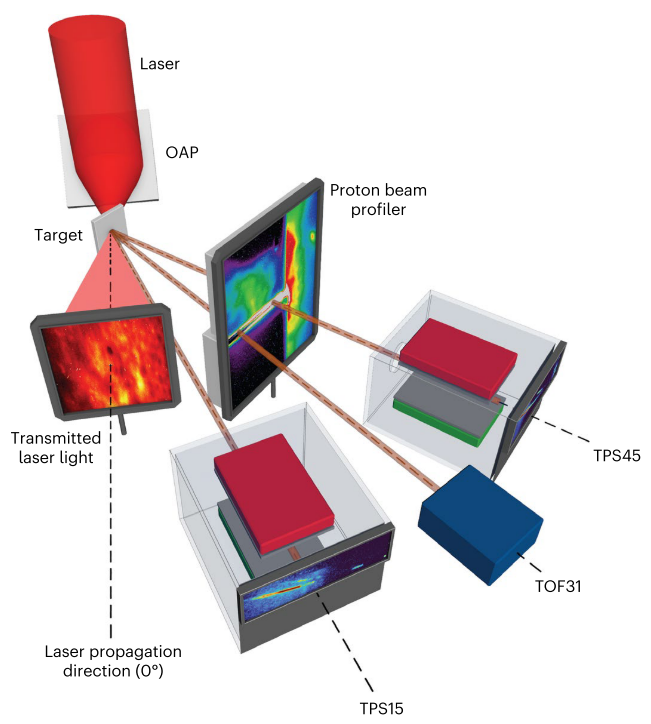 Laser
OAP
Proton beam
profiler
Target
Transmitted
laser light
TPS45
TOF31
Laser propagation
direction (0°)
TPS15